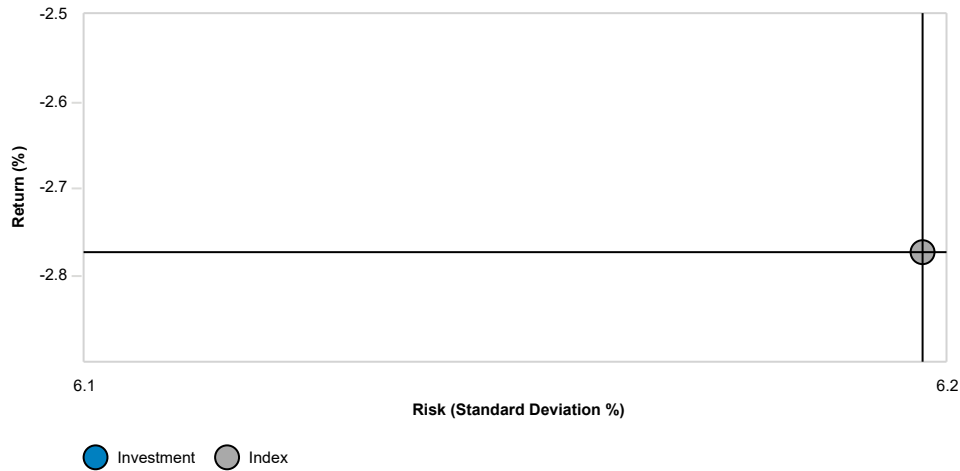 -2.5
-2.6
-2.7
-2.8
Return (%)
6.1
6.2
Risk (Standard Deviation %)
Investment
Index